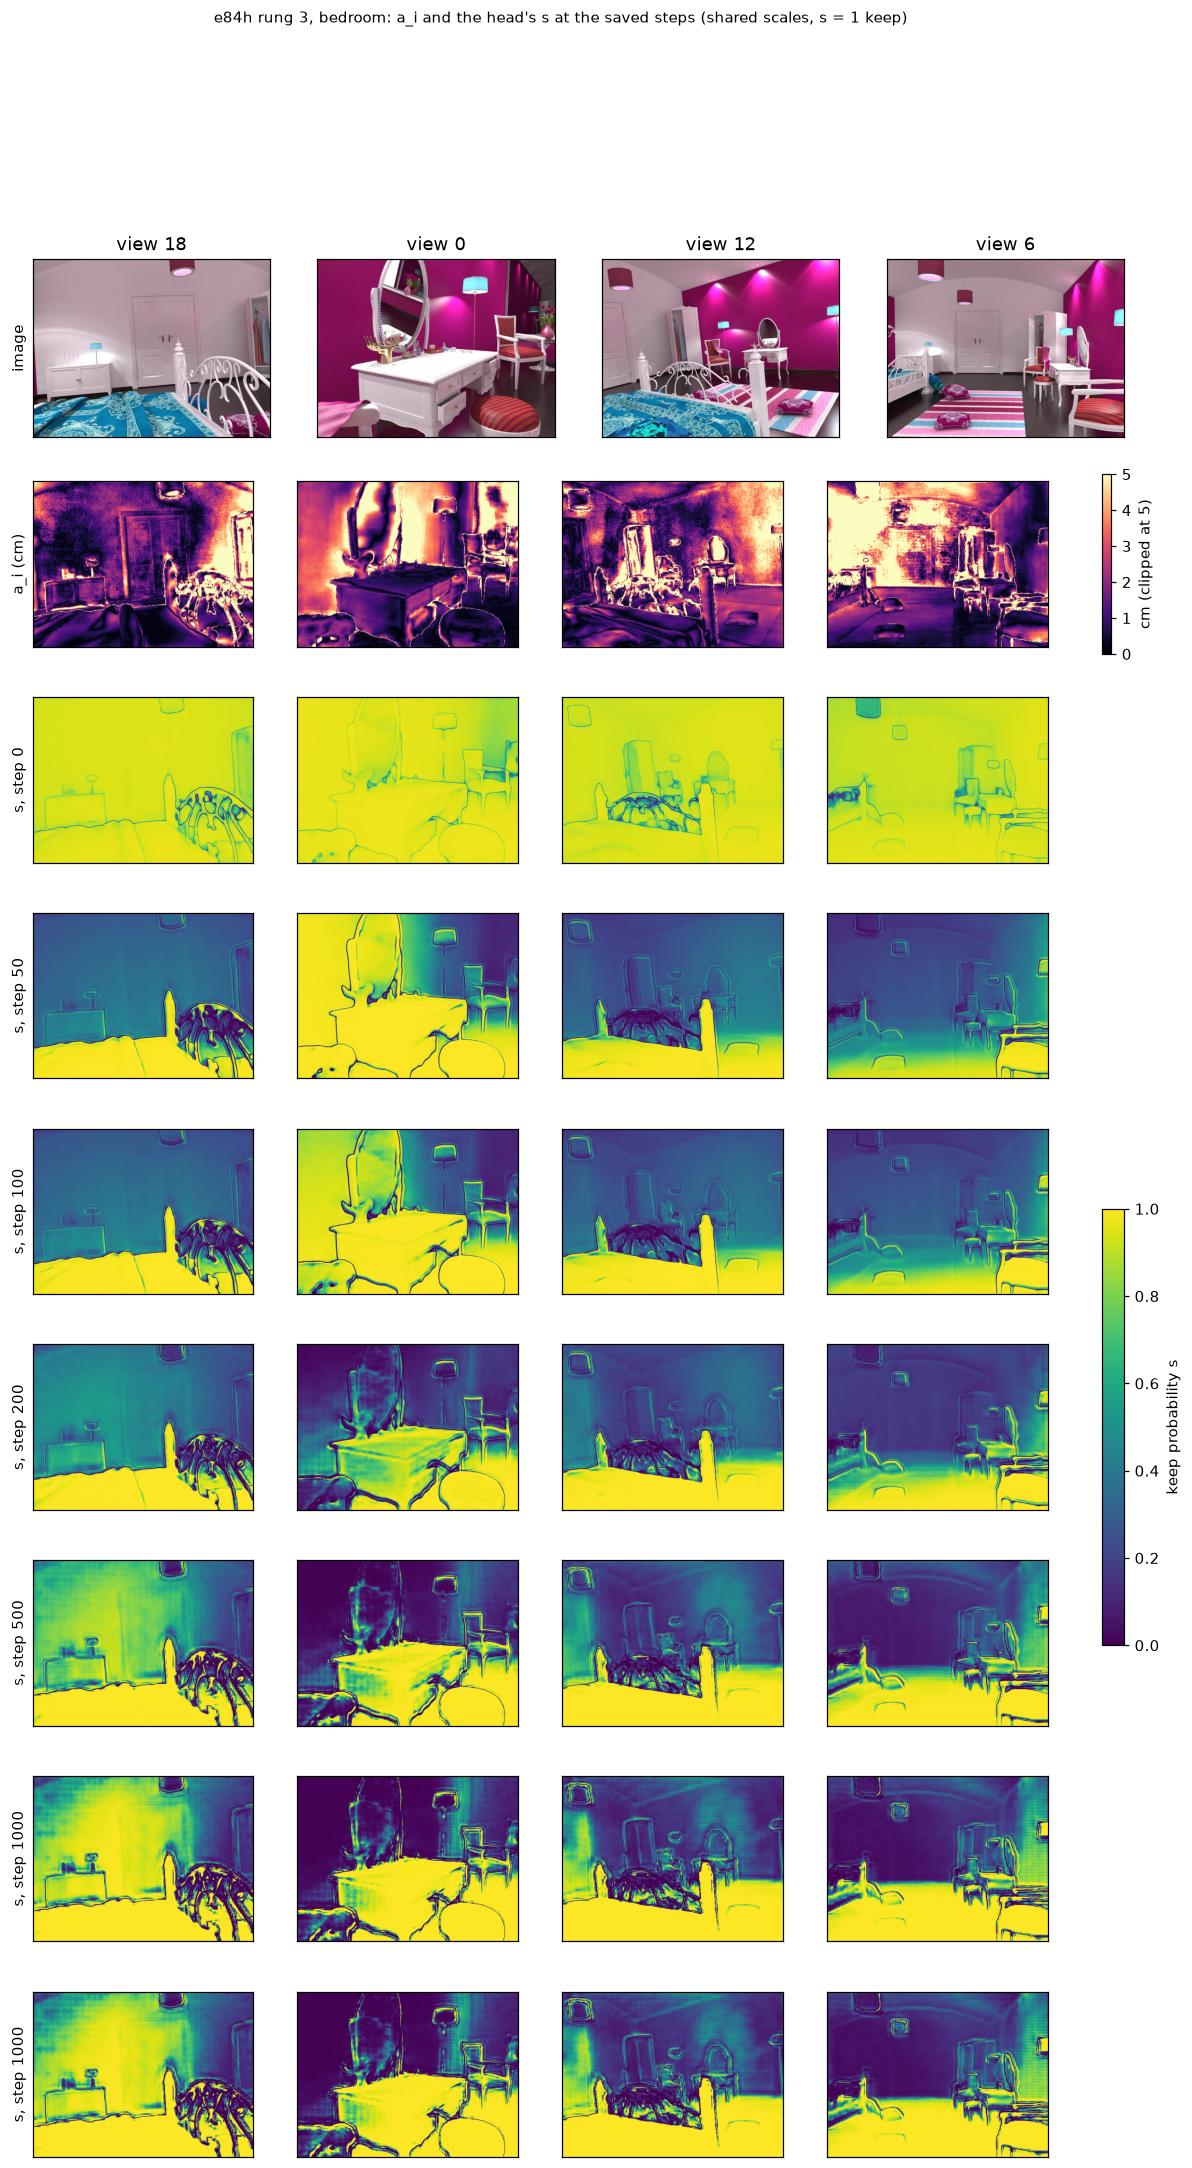 e84h rung 3, bedroom: a_i and the head's s at the saved steps (shared scales, s = 1 keep)
view 18
view 0
view 12
view 6
image
a_i (cm)
5
4
3
2
1
0
cm (clipped at 5)
s, step 0
s, step 50
s, step 100
s, step 200
s, step 500
s, step 1000
s, step 1000
1.0
0.8
0.6
0.4
0.2
0.0
keep probability s